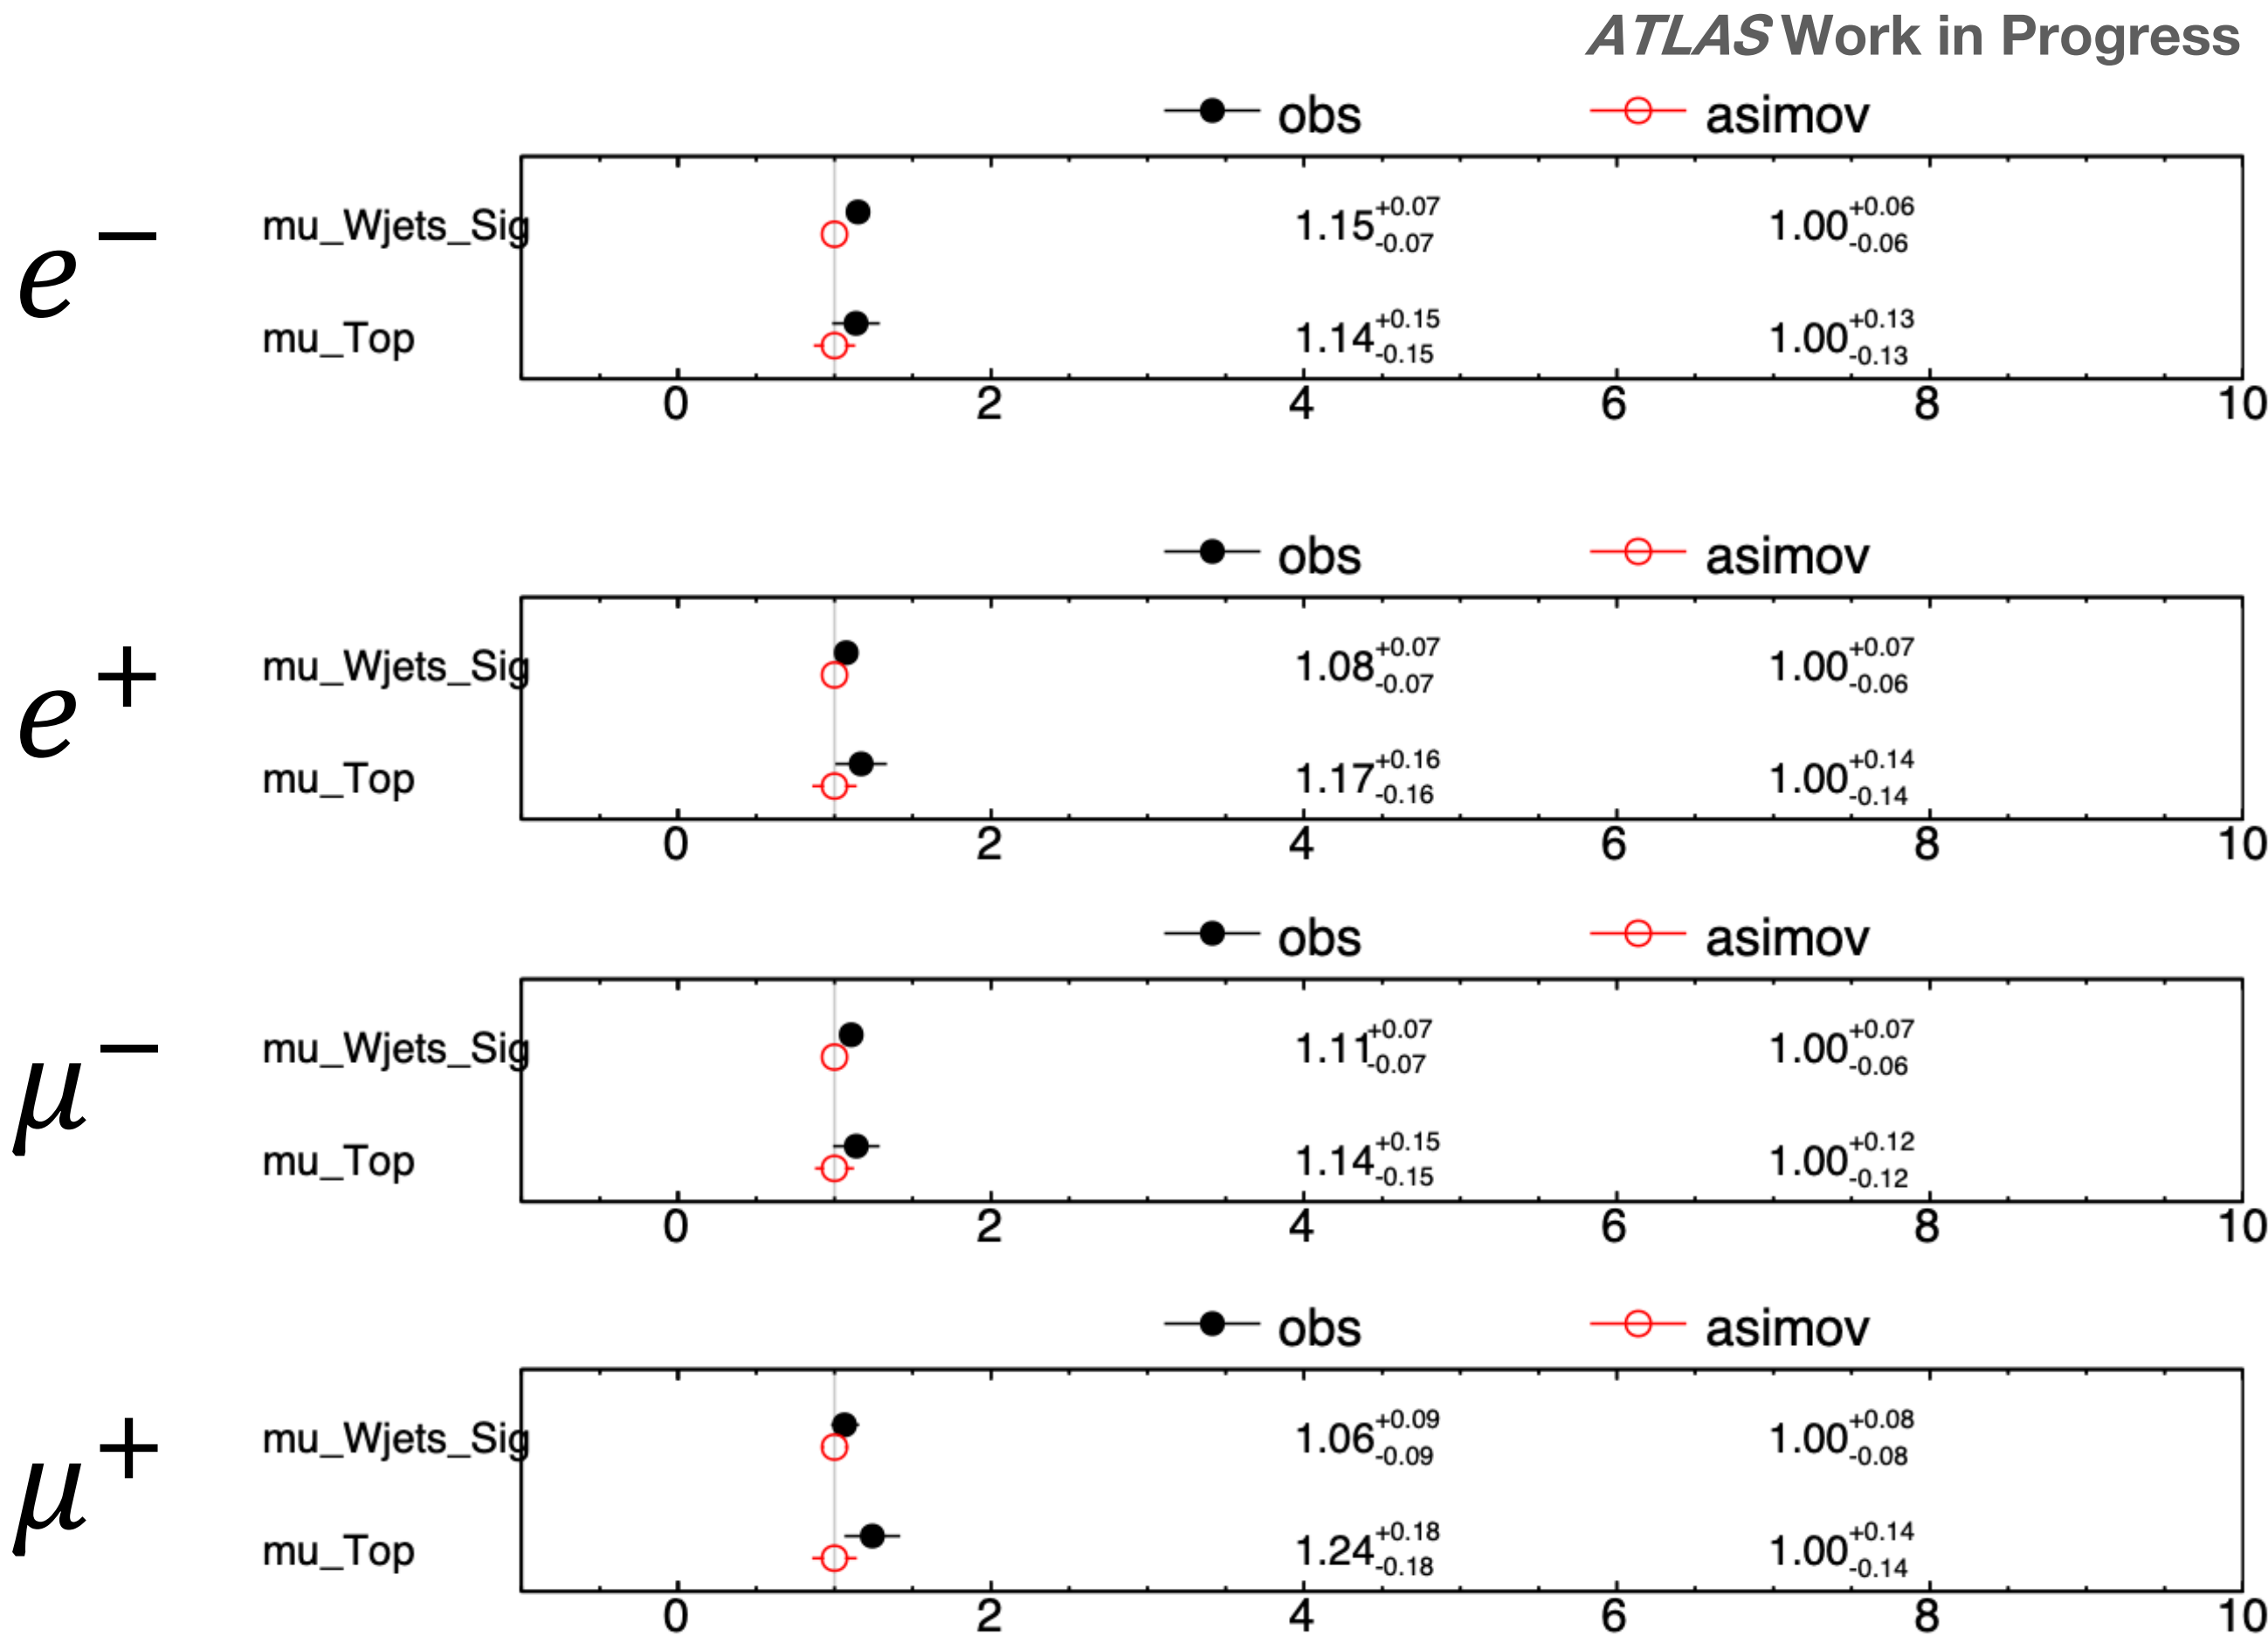 ATLAS Work in Progress
obs asimov
e−
mu_Wjets_Sig 1.15 +0.07 -0.07 1.00 +0.06 -0.06
mu_Top 1.14 +0.15 -0.15 1.00 +0.13 -0.13
0 2 4 6 8 10
obs asimov
e+
mu_Wjets_Sig 1.08 +0.07 -0.07 1.00 +0.07 -0.06
mu_Top 1.17 +0.16 -0.16 1.00 +0.14 -0.14
0 2 4 6 8 10
obs asimov
μ−
mu_Wjets_Sig 1.11 +0.07 -0.07 1.00 +0.07 -0.06
mu_Top 1.14 +0.15 -0.15 1.00 +0.12 -0.12
0 2 4 6 8 10
obs asimov
μ+
mu_Wjets_Sig 1.06 +0.09 -0.09 1.00 +0.08 -0.08
mu_Top 1.24 +0.18 -0.18 1.00 +0.14 -0.14
0 2 4 6 8 10